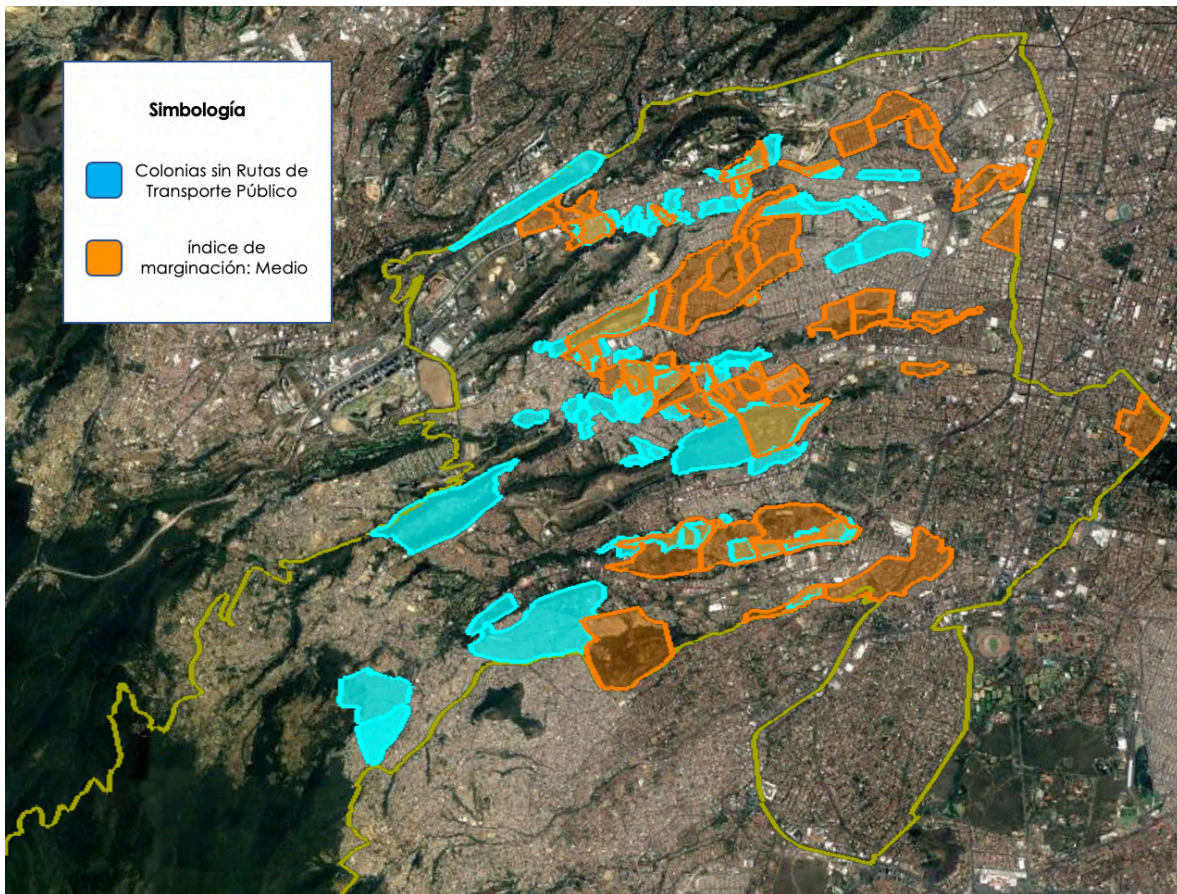 Simbología
Colonias sin Rutas de
Transporte Público
índice de
marginación: Medio